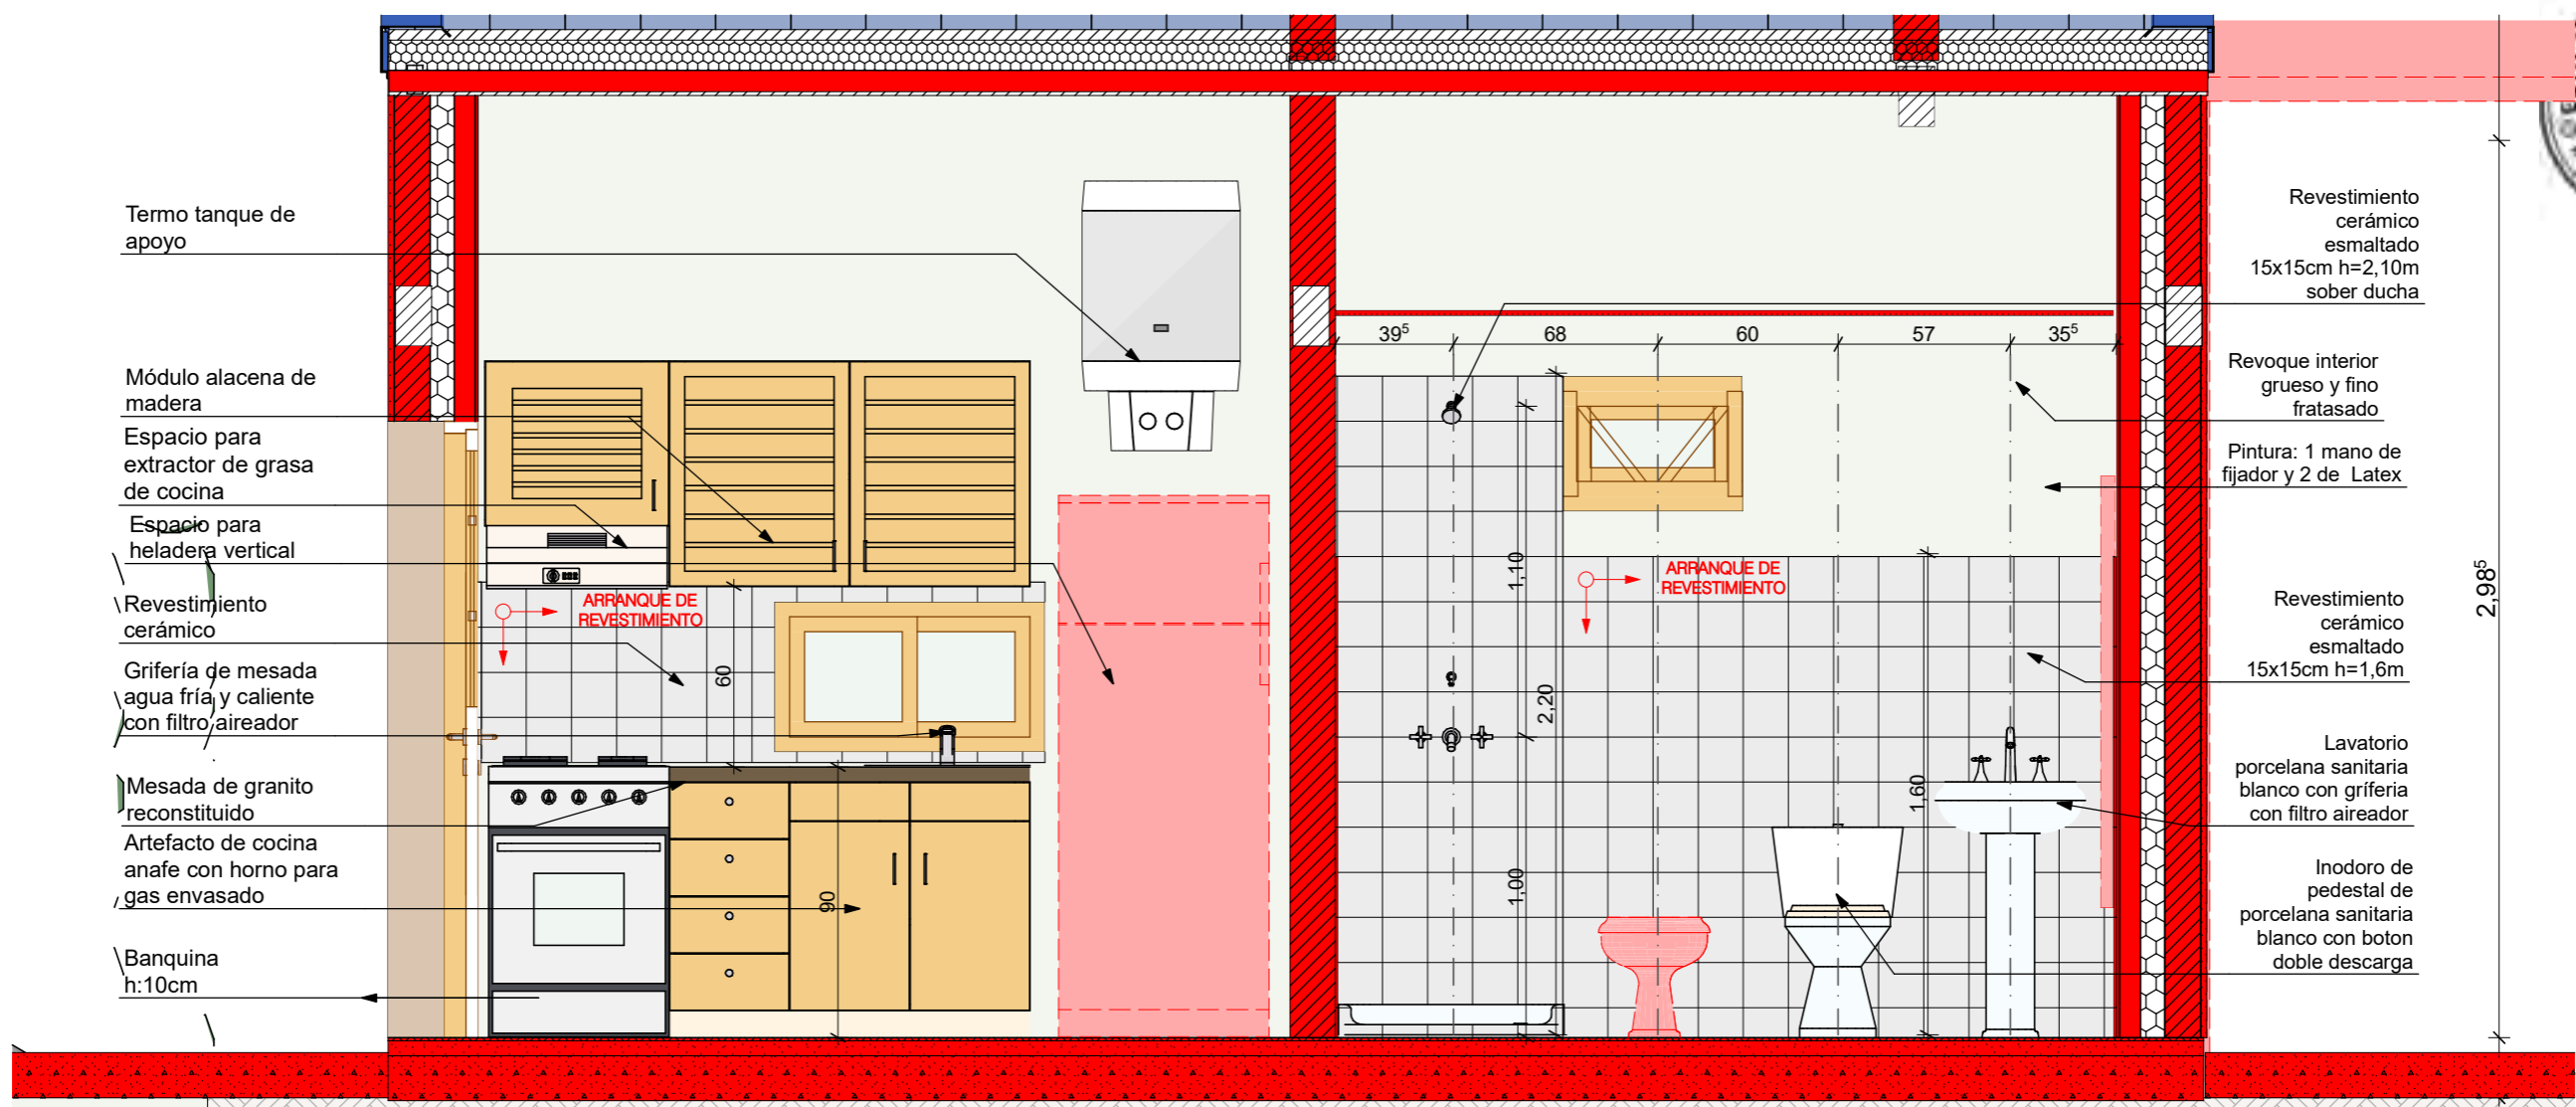 Termo tanque de
apoyo
Módulo alacena de
madera
Espacio para
extractor de grasa
de cocina
Espacio para
heladera vertical
Revestimiento
cerámico
Grifería de mesada
agua fría y caliente
con filtro aireador
Mesada de granito
reconstituido
Artefacto de cocina
anafe con horno para
gas envasado
Banquina
h:10cm
ARRANQUE DE
REVESTIMIENTO
60
90
39⁵
68
60
57
35⁵
1,10
2,20
1,00
ARRANQUE DE
REVESTIMIENTO
1,60
Revestimiento
cerámico
esmaltado
15x15cm h=2,10m
sober ducha
Revoque interior
grueso y fino
fratasado
Pintura: 1 mano de
fijador y 2 de Latex
Revestimiento
cerámico
esmaltado
15x15cm h=1,6m
Lavatorio
porcelana sanitaria
blanco con gríferia
con filtro aireador
Inodoro de
pedestal de
porcelana sanitaria
blanco con boton
doble descarga
2,98⁵